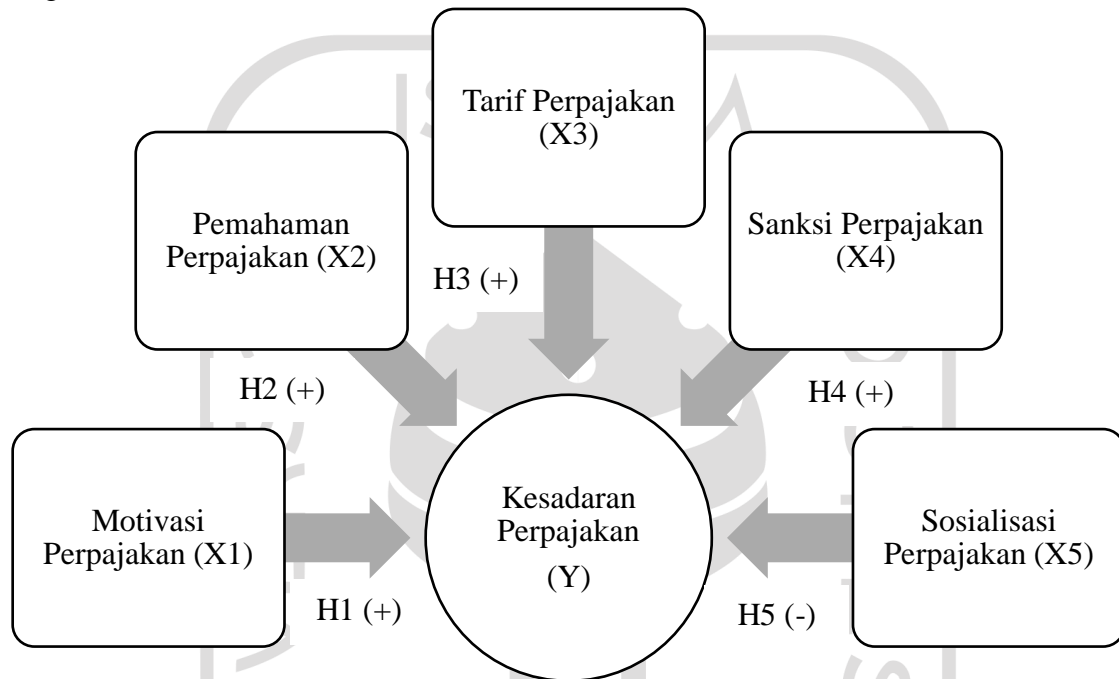 Tarif Perpajakan
(X3)
Pemahaman
Perpajakan (X2)
Sanksi Perpajakan
(X4)
H3 (+)
H2 (+)
H4 (+)
Motivasi
Perpajakan (X1)
Kesadaran
Perpajakan
(Y)
Sosialisasi
Perpajakan (X5)
H1 (+)
H5 (-)